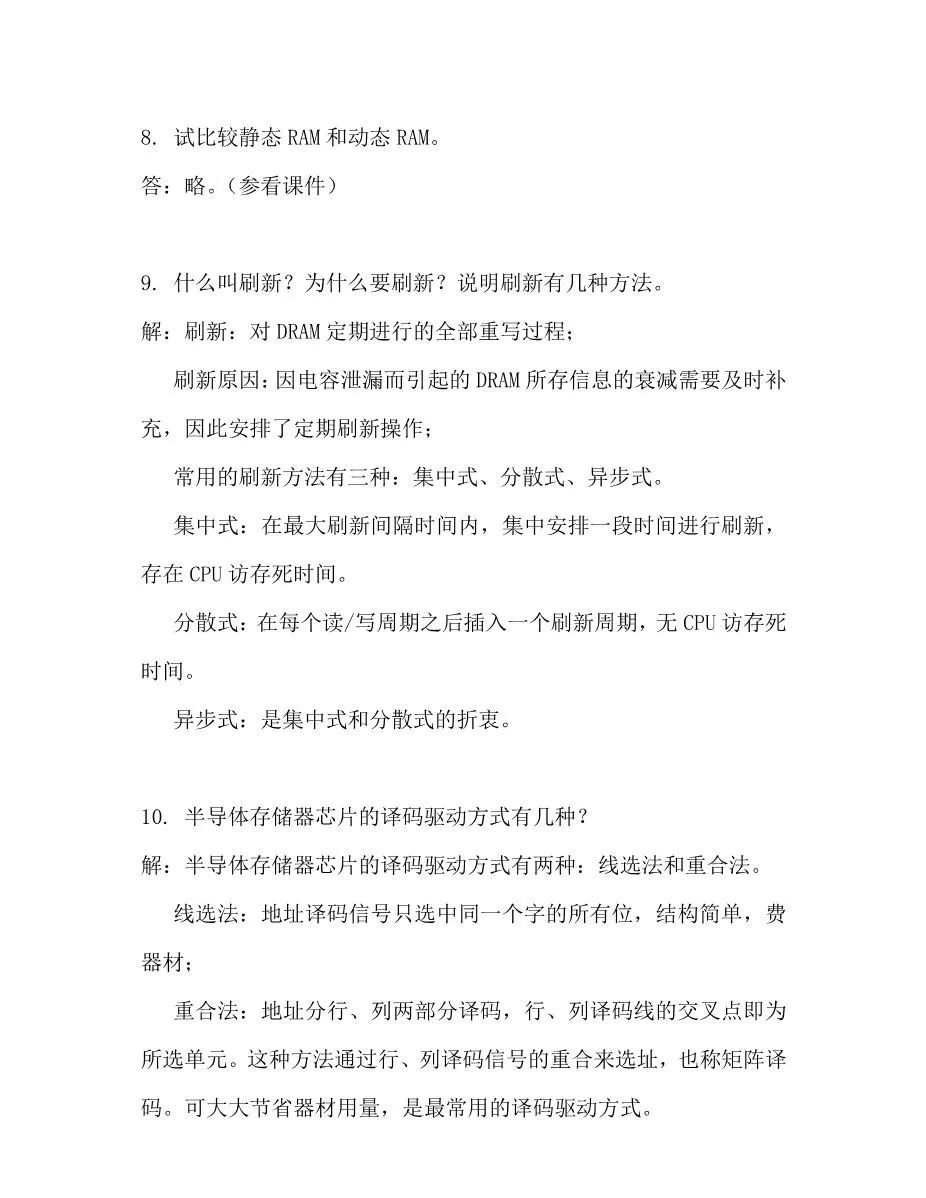 8. 试比较静态 RAM 和动态 RAM。
答：略。（参看课件）
9. 什么叫刷新？为什么要刷新？说明刷新有几种方法。
解：刷新：对 DRAM 定期进行的全部重写过程；
刷新原因：因电容泄漏而引起的 DRAM 所存信息的衰减需要及时补
充，因此安排了定期刷新操作；
常用的刷新方法有三种：集中式、分散式、异步式。
集中式：在最大刷新间隔时间内，集中安排一段时间进行刷新，
存在 CPU 访存死时间。
分散式：在每个读/写周期之后插入一个刷新周期，无 CPU 访存死
时间。
异步式：是集中式和分散式的折衷。
10. 半导体存储器芯片的译码驱动方式有几种？
解：半导体存储器芯片的译码驱动方式有两种：线选法和重合法。
线选法：地址译码信号只选中同一个字的所有位，结构简单，费
器材；
重合法：地址分行、列两部分译码，行、列译码线的交叉点即为
所选单元。这种方法通过行、列译码信号的重合来选址，也称矩阵译
码。可大大节省器材用量，是最常用的译码驱动方式。